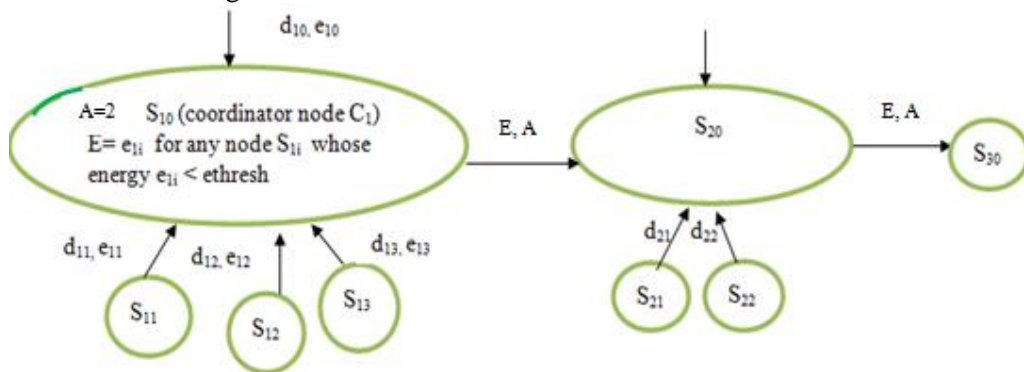 d₁₀, e₁₀
A=2 S₁₀ (coordinator node C₁)
E= e₁ᵢ for any node S₁ᵢ whose
energy e₁ᵢ < ethresh
E, A
S₂₀
E, A
S₃₀
d₁₁, e₁₁
d₁₂, e₁₂
d₁₃, e₁₃
d₂₁
d₂₂
S₁₁
S₁₂
S₁₃
S₂₁
S₂₂